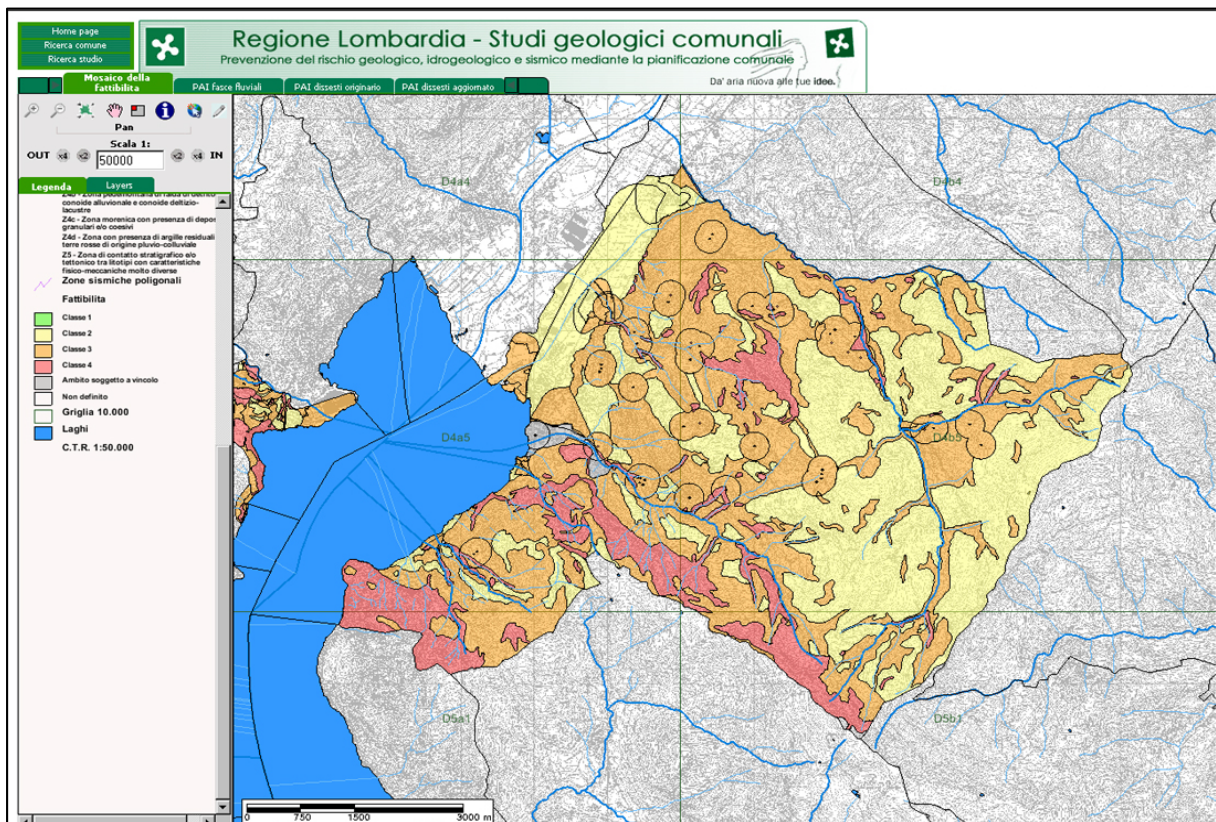 Home page
Ricerca comune
Ricerca studio
Regione Lombardia - Studi geologici comunali
Prevenzione del rischio geologico, idrogeologico e sismico mediante la pianificazione comunale
Da' aria nuova alle tue idee.
Mosaico della
fattibilita
PAI fasce fluviali
PAI dissesti originario
PAI dissesti aggiornato
Pan
Scala 1:
OUT x4 x2 50000 x2 x4 IN
Legenda
Layers
conoide alluvionale e conoide deltizio-
lacustre
Z4c - Zona morenica con presenza di depos
granulari e/o coesivi
Z4d - Zona con presenza di argille residuali
terre rosse di origine pluvio-colluviale
Z5 - Zona di contatto stratigrafico e/o
tettonico tra litotipi con caratteristiche
fisico-meccaniche molto diverse
Zone sismiche poligonali
Fattibilita
Classe 1
Classe 2
Classe 3
Classe 4
Ambito soggetto a vincolo
Non definito
Griglia 10.000
Laghi
C.T.R. 1:50.000
D4a4
D4b4
D4a5
D4b5
D5a1
D5b1
0 750 1500 3000 m